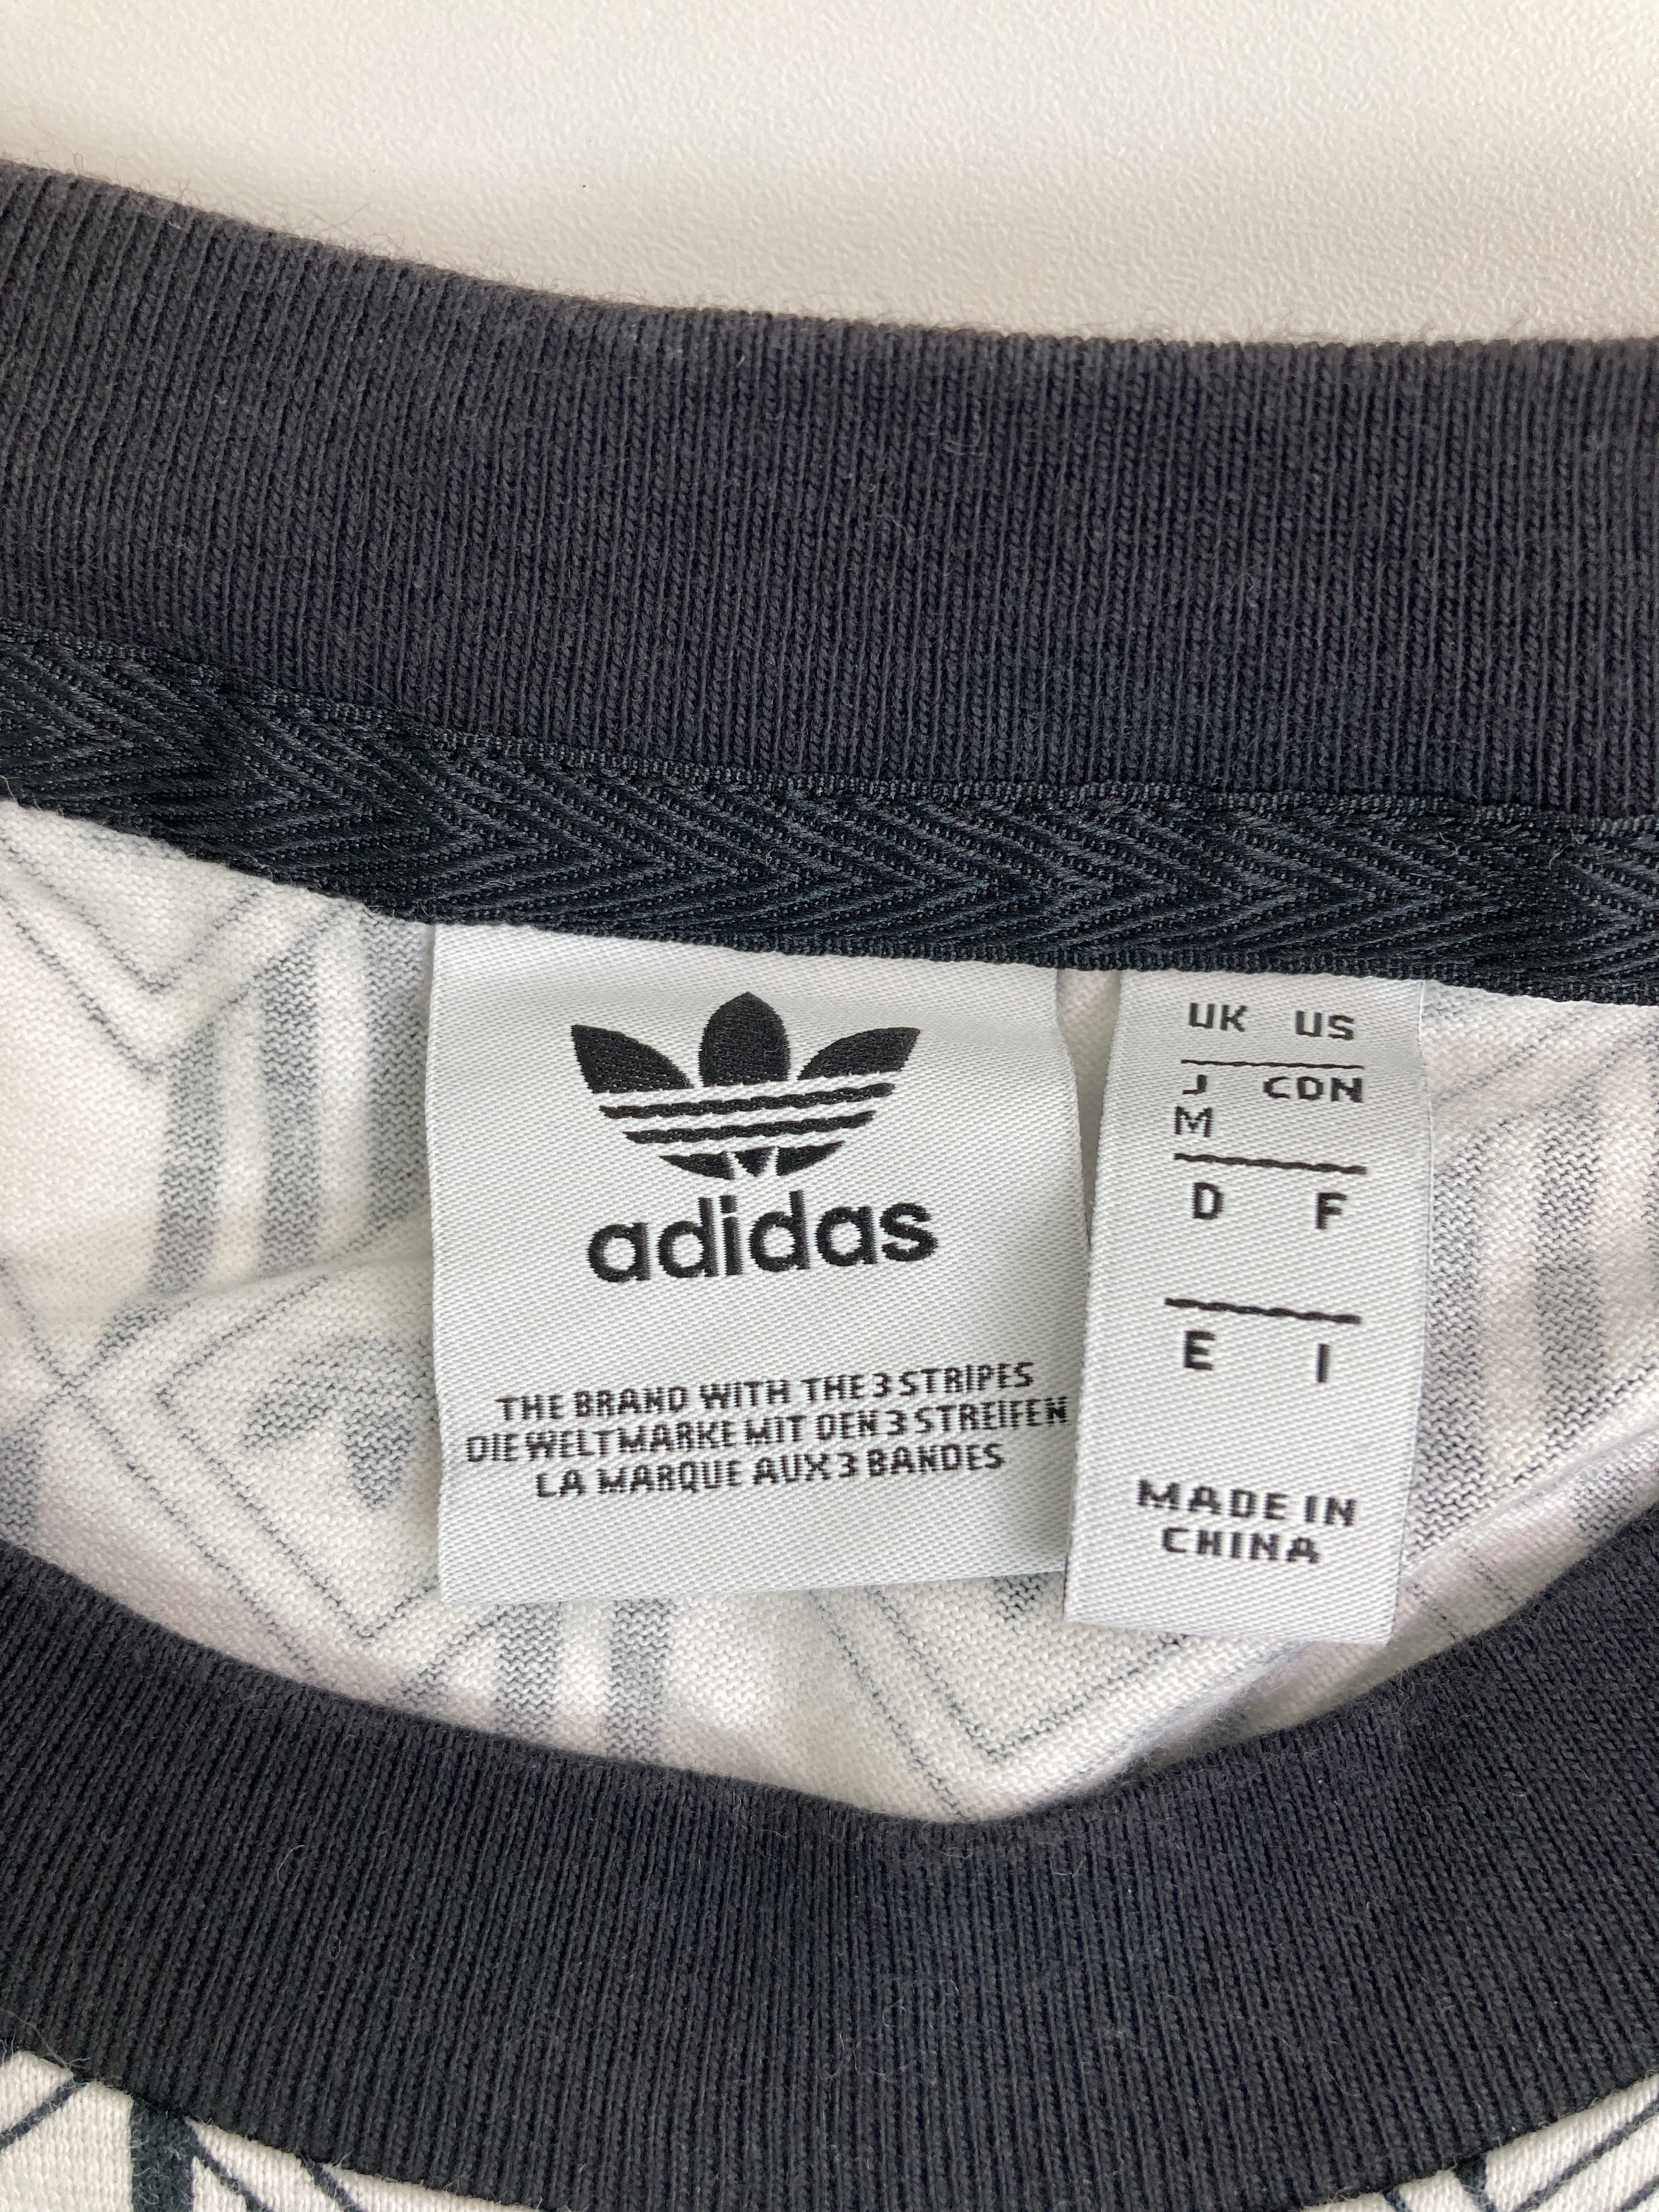 adidas
THE BRAND WITH THE 3 STRIPES
DIE WELTMARKE MIT DEN 3 STREIFEN
LA MARQUE AUX 3 BANDES
UK US
J CDN
M
D F
E I
MADE IN
CHINA